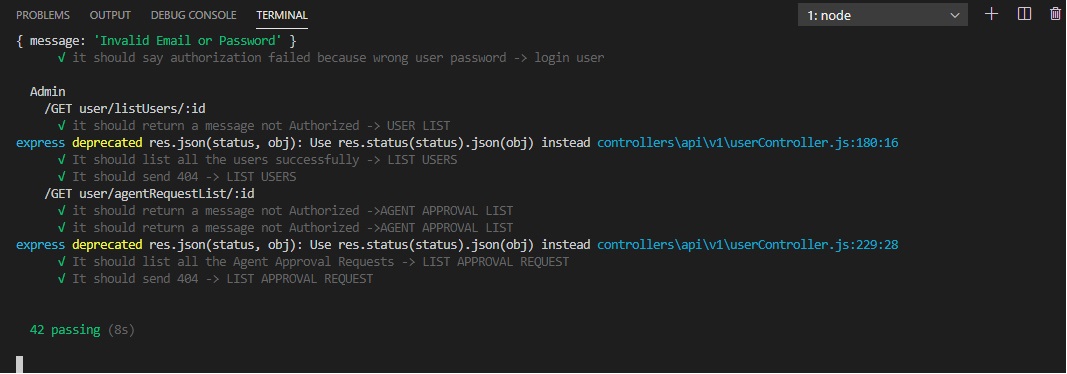 PROBLEMS OUTPUT DEBUG CONSOLE TERMINAL 1: node
{ message: 'Invalid Email or Password' }
√ it should say authorization failed because wrong user password -> login user
Admin
/GET user/listUsers/:id
√ it should return a message not Authorized -> USER LIST
express deprecated res.json(status, obj): Use res.status(status).json(obj) instead controllers\api\v1\userController.js:180:16
√ It should list all the users successfully -> LIST USERS
√ It should send 404 -> LIST USERS
/GET user/agentRequestList/:id
√ it should return a message not Authorized ->AGENT APPROVAL LIST
√ it should return a message not Authorized ->AGENT APPROVAL LIST
express deprecated res.json(status, obj): Use res.status(status).json(obj) instead controllers\api\v1\userController.js:229:28
√ It should list all the Agent Approval Requests -> LIST APPROVAL REQUEST
√ It should send 404 -> LIST APPROVAL REQUEST
42 passing (8s)